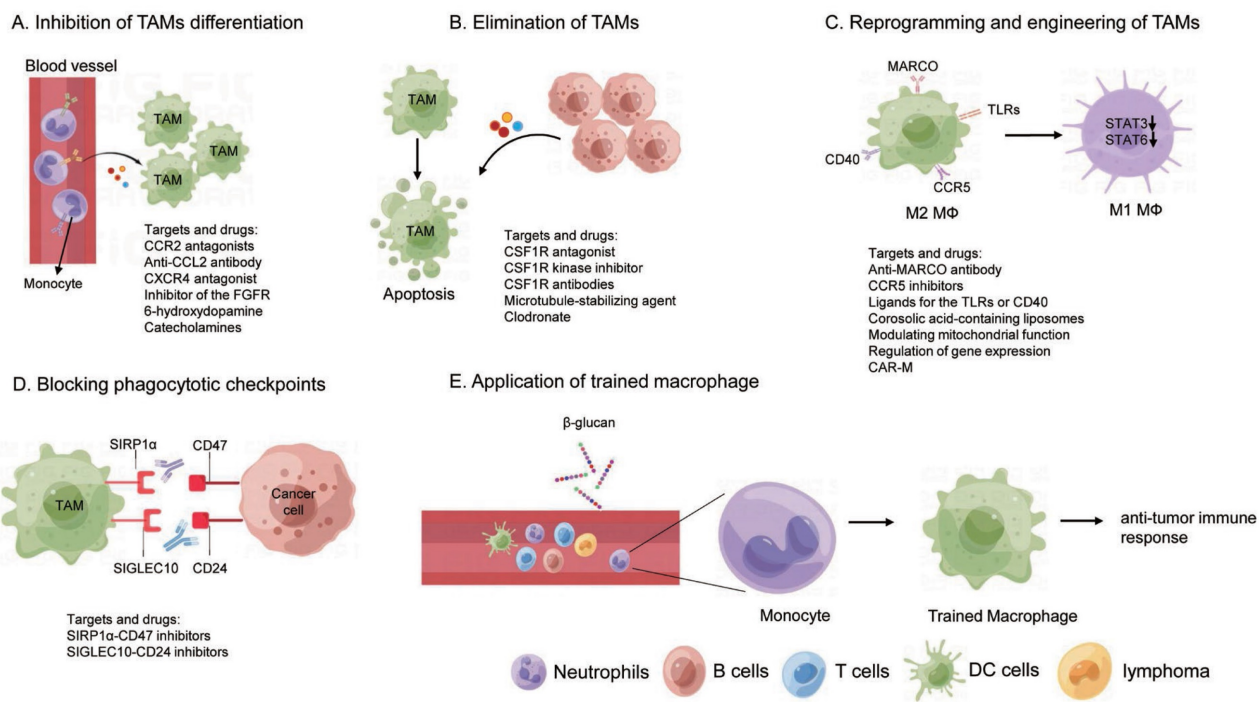 A. Inhibition of TAMs differentiation
Blood vessel
TAM
TAM
TAM
Monocyte
Targets and drugs:
CCR2 antagonists
Anti-CCL2 antibody
CXCR4 antagonist
Inhibitor of the FGFR
6-hydroxydopamine
Catecholamines
B. Elimination of TAMs
TAM
TAM
Apoptosis
Targets and drugs:
CSF1R antagonist
CSF1R kinase inhibitor
CSF1R antibodies
Microtubule-stabilizing agent
Clodronate
C. Reprogramming and engineering of TAMs
MARCO
TLRs
CD40
CCR5
M2 MΦ
STAT3
STAT6
M1 MΦ
Targets and drugs:
Anti-MARCO antibody
CCR5 inhibitors
Ligands for the TLRs or CD40
Corosolic acid-containing liposomes
Modulating mitochondrial function
Regulation of gene expression
CAR-M
D. Blocking phagocytotic checkpoints
SIRP1α
CD47
TAM
Cancer
cell
SIGLEC10
CD24
Targets and drugs:
SIRP1α-CD47 inhibitors
SIGLEC10-CD24 inhibitors
E. Application of trained macrophage
β-glucan
Monocyte
Trained Macrophage
anti-tumor immune
response
Neutrophils
B cells
T cells
DC cells
lymphoma